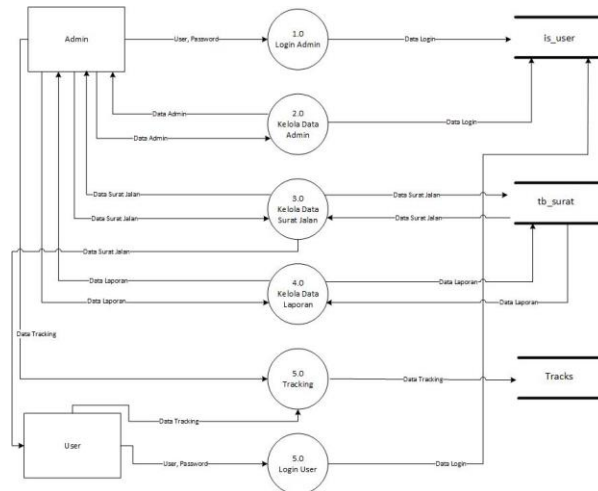 Admin
User, Password
1.0
Login Admin
Data Login
is_user
Data Admin
2.0
Kelola Data
Admin
Data Admin
Data Login
Data Surat Jalan
3.0
Kelola Data
Surat Jalan
Data Surat Jalan
Data Surat Jalan
Data Surat Jalan
tb_surat
Data Surat Jalan
Data Laporan
4.0
Kelola Data
Laporan
Data Laporan
Data Laporan
Data Laporan
Data Tracking
5.0
Tracking
Data Tracking
Tracks
Data Tracking
User
User, Password
5.0
Login User
Data Login